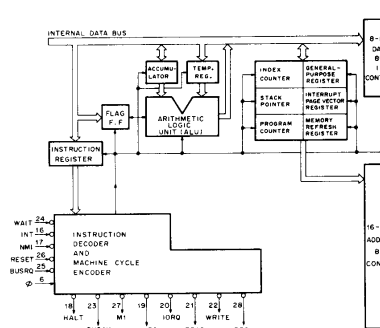 INTERNAL DATA BUS
8-
DA
B
I
CON
ACCUMU-
LATOR
TEMP.
REG.
INDEX
COUNTER
GENERAL-
PURPOSE
REGISTER
STACK
POINTER
INTERRUPT
PAGE VECTOR
REGISTER
PROGRAM
COUNTER
MEMORY
REFRESH
REGISTER
FLAG
F.F
ARITHMETIC
LOGIC
UNIT (ALU)
INSTRUCTION
REGISTER
16-
ADD
B
CON
WAIT 24
INT 16
NMI 17
RESET 26
BUSRQ 25
Ø 6
INSTRUCTION
DECODER
AND
MACHINE CYCLE
ENCODER
18 23 27 19 20 21 22 28
HALT M1 IORQ WRITE